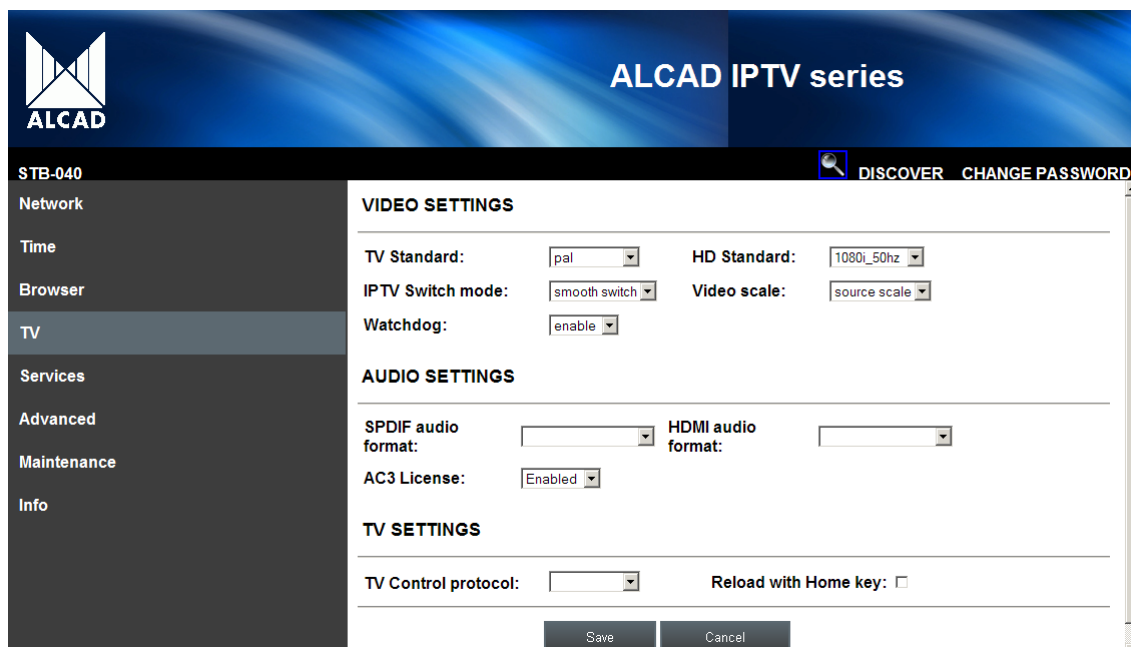 ALCAD
ALCAD IPTV series
STB-040
DISCOVER CHANGE PASSWORD
Network
Time
Browser
TV
Services
Advanced
Maintenance
Info
VIDEO SETTINGS
TV Standard: pal HD Standard: 1080i_50hz
IPTV Switch mode: smooth switch Video scale: source scale
Watchdog: enable
AUDIO SETTINGS
SPDIF audio format: HDMI audio format:
AC3 License: Enabled
TV SETTINGS
TV Control protocol: Reload with Home key:
Save Cancel